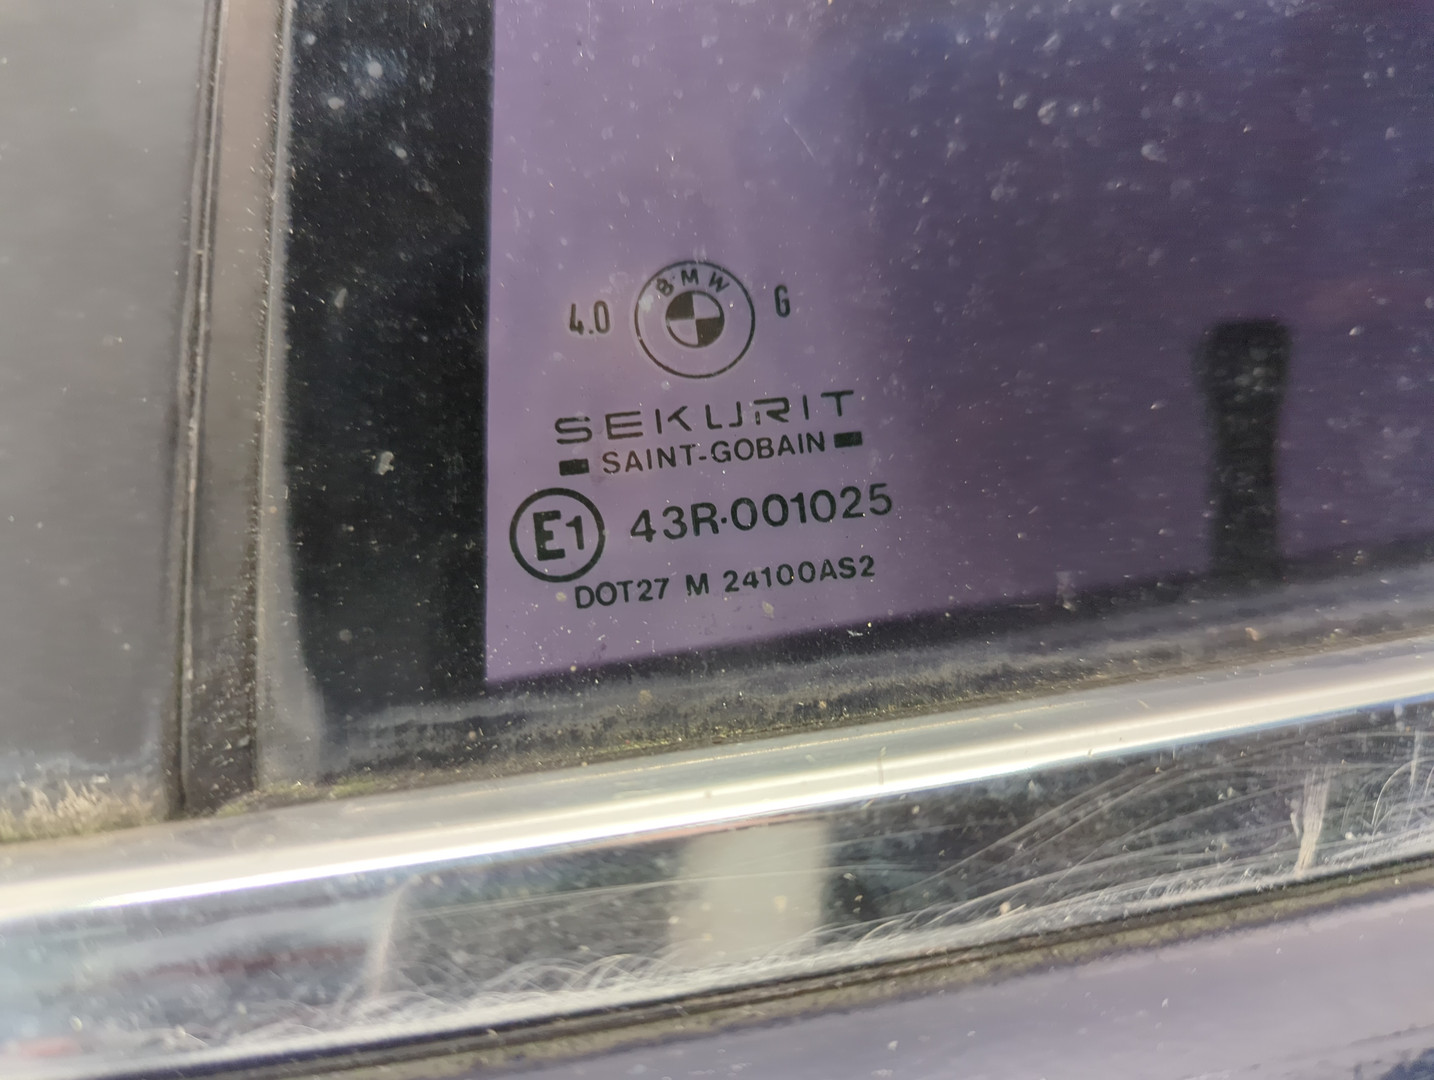 4.0 BMW G
SEKURIT
SAINT-GOBAIN
E1 43R-001025
DOT27 M 24100AS2